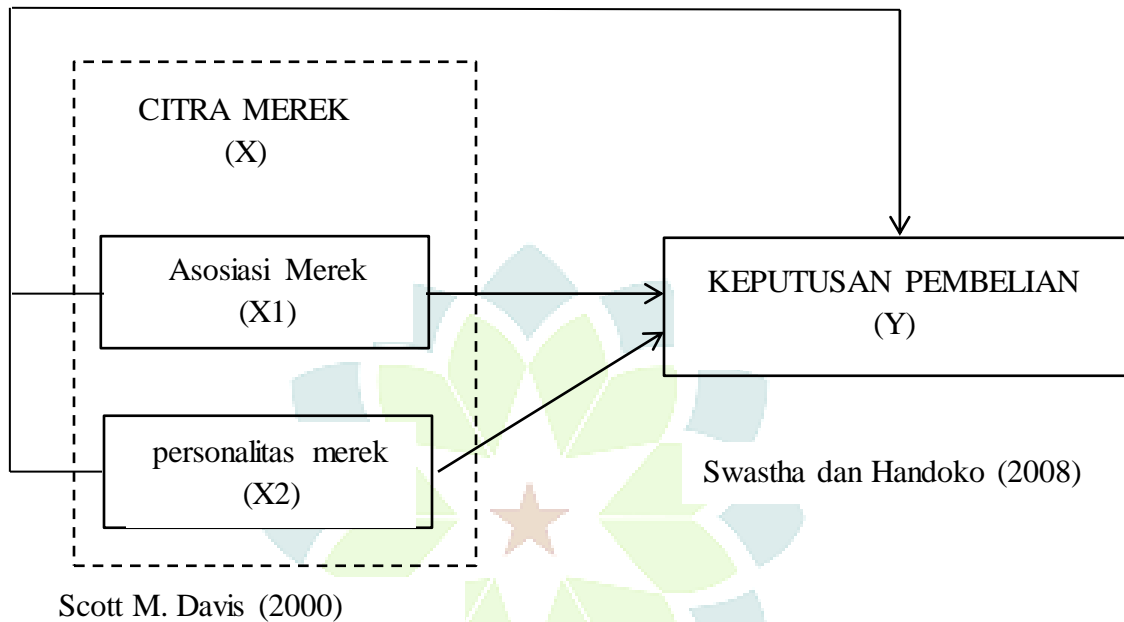 CITRA MEREK
(X)
Asosiasi Merek
(X1)
KEPUTUSAN PEMBELIAN
(Y)
personalitas merek
(X2)
Swastha dan Handoko (2008)
Scott M. Davis (2000)